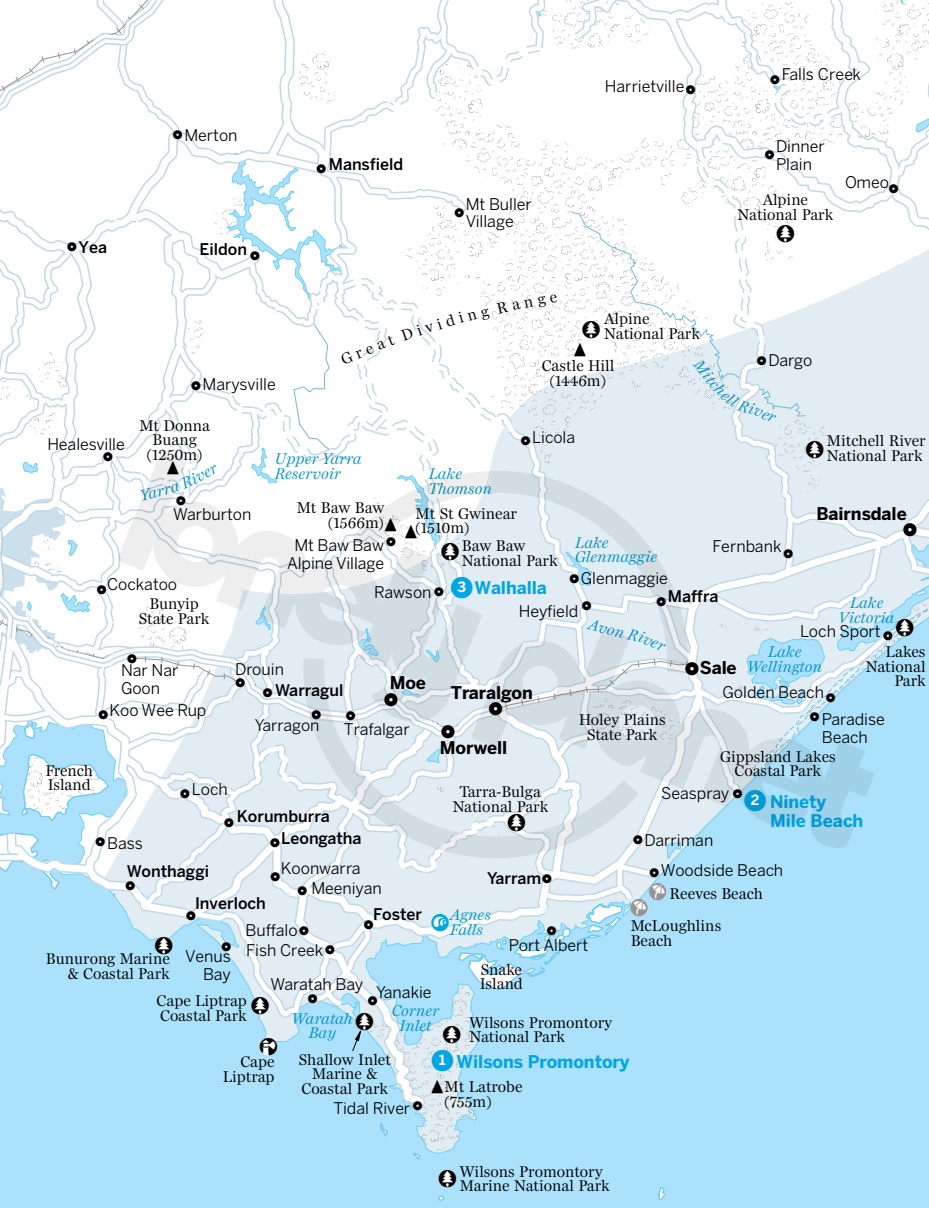 Harrietville
Falls Creek
Merton
Mansfield
Dinner
Plain
Omeo
Mt Buller
Village
Alpine
National Park
Yea
Eildon
Great Dividing Range
Alpine
National Park
Castle Hill
(1446m)
Dargo
Mitchell River
Marysville
Mt Donna
Buang
(1250m)
Healesville
Licola
Mitchell River
National Park
Upper Yarra
Reservoir
Lake
Thomson
Yarra River
Warburton
Mt Baw Baw
(1566m)
Mt St Gwinear
(1510m)
Bairnsdale
Mt Baw Baw
Alpine Village
Baw Baw
National Park
Lake
Glenmaggie
Fernbank
Cockatoo
Rawson
3 Walhalla
Glenmaggie
Maffra
Bunyip
State Park
Heyfield
Avon River
Lake
Victoria
Loch Sport
Lakes
National
Park
Lake
Wellington
Nar Nar
Goon
Drouin
Warragul
Moe
Traralgon
Sale
Golden Beach
Koo Wee Rup
Yarragon
Trafalgar
Morwell
Holey Plains
State Park
Paradise
Beach
French
Island
Gippsland Lakes
Coastal Park
Loch
Tarra-Bulga
National Park
Seaspray
2 Ninety
Mile Beach
Korumburra
Bass
Leongatha
Darriman
Wonthaggi
Koonwarra
Meeniyan
Yarram
Woodside Beach
Reeves Beach
Inverloch
Foster
Agnes
Falls
McLoughlins
Beach
Buffalo
Fish Creek
Port Albert
Bunurong Marine
& Coastal Park
Venus
Bay
Snake
Island
Waratah Bay
Yanakie
Cape Liptrap
Coastal Park
Waratah
Bay
Corner
Inlet
Wilsons Promontory
National Park
Cape
Liptrap
Shallow Inlet
Marine &
Coastal Park
1 Wilsons Promontory
Mt Latrobe
(755m)
Tidal River
Wilsons Promontory
Marine National Park
lonely planet